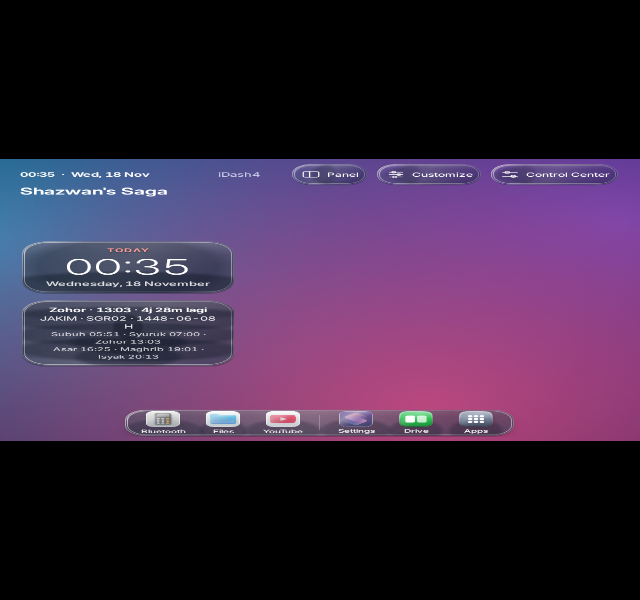 00:35 · Wed, 18 Nov
iDash4
Panel
Customize
Control Center
Shazwan's Saga
TODAY
00:35
Wednesday, 18 November
Zohor · 13:03 · 4j 28m lagi
JAKIM · SGR02 · 1448-06-08
H
Subuh 05:51 · Syuruk 07:00 ·
Zohor 13:03
Asar 16:25 · Maghrib 19:01 ·
Isyak 20:13
Bluetooth
Files
YouTube
Settings
Drive
Apps